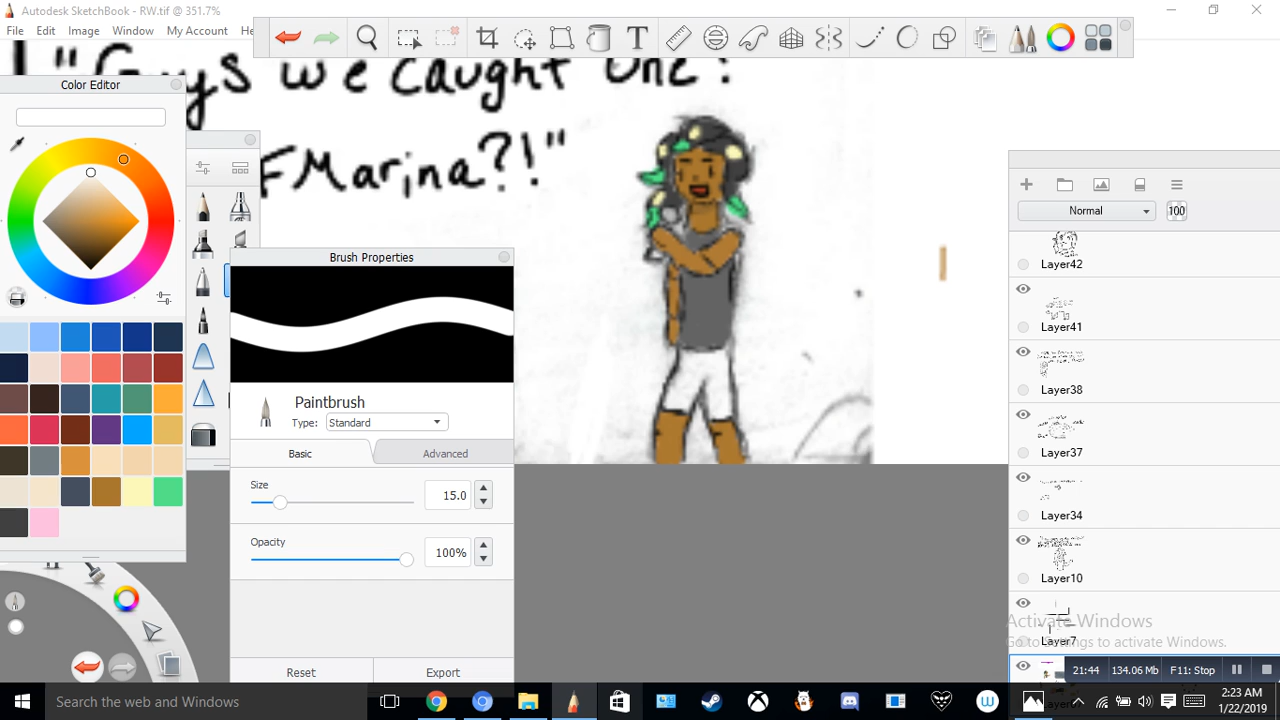 Autodesk SketchBook - RW.tif @ 351.7%
File Edit Image Window My Account He
"Guys we caught one!
F Marina?!"
Color Editor
Brush Properties
Paintbrush
Type: Standard
Basic Advanced
Size
15.0
Opacity
100%
Reset Export
Normal 100
Layer42
Layer41
Layer38
Layer37
Layer34
Layer10
Layer7
Activate Windows
Go to Settings to activate Windows.
21:44 134.06 Mb F11: Stop
Search the web and Windows
2:23 AM
1/22/2019